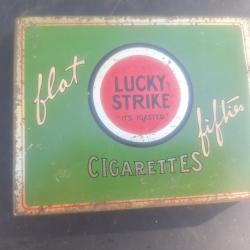 flat
LUCKY
STRIKE
"IT'S TOASTED"
CIGARETTES
fifties